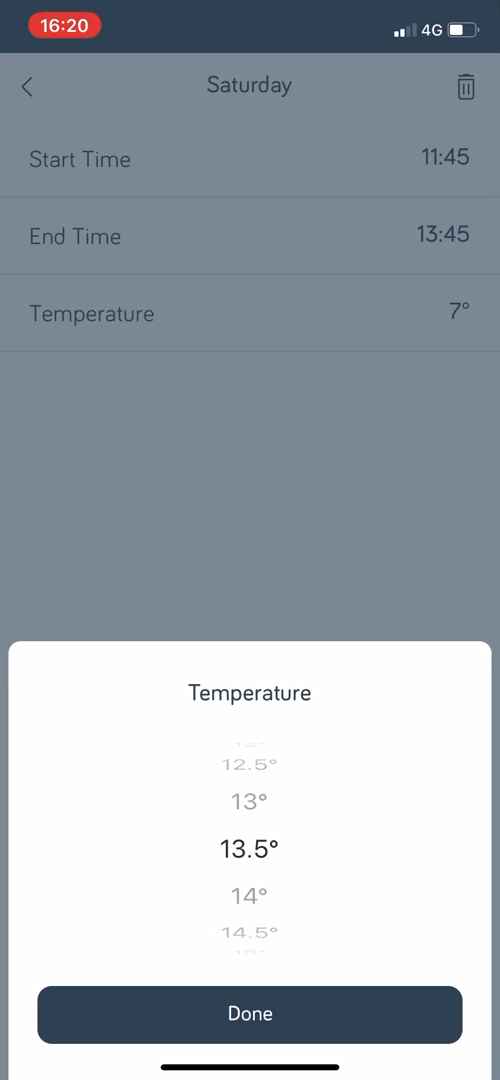 16:20
4G
Saturday
Start Time 11:45
End Time 13:45
Temperature 7°
Temperature
12.5°
13°
13.5°
14°
14.5°
Done